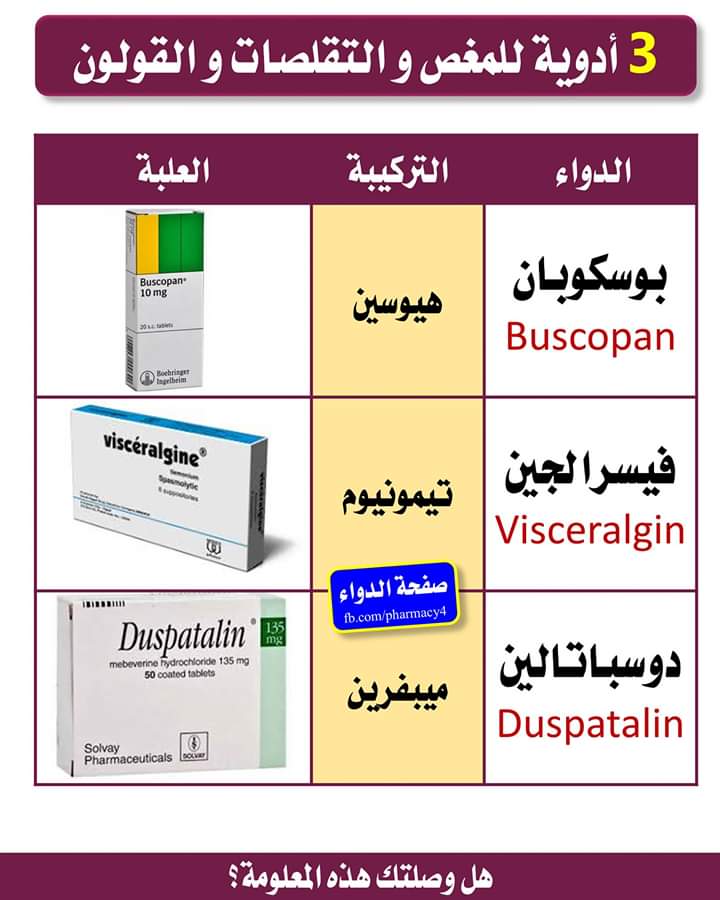 3 أدوية للمغص و التقلصات و القولون
الدواء
التركيبة
العلبة
بوسكوبان
Buscopan
هيوسين
Buscopan®
10 mg
20 s.c. tablets
Boehringer
Ingelheim
فيسرالجين
Visceralgin
تيمونيوم
viscéralgine®
tiemonium
Spasmolytic
6 suppositories
صفحة الدواء
fb.com/pharmacy4
دوسباتالين
Duspatalin
ميبفرين
Duspatalin®
135
mg
mebeverine hydrochloride 135 mg
50 coated tablets
Solvay
Pharmaceuticals
SOLVAY
هل وصلتك هذه المعلومة؟